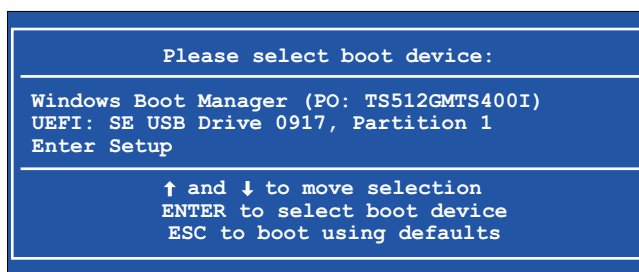 Please select boot device:
Windows Boot Manager (PO: TS512GMTS400I)
UEFI: SE USB Drive 0917, Partition 1
Enter Setup
↑ and ↓ to move selection
ENTER to select boot device
ESC to boot using defaults